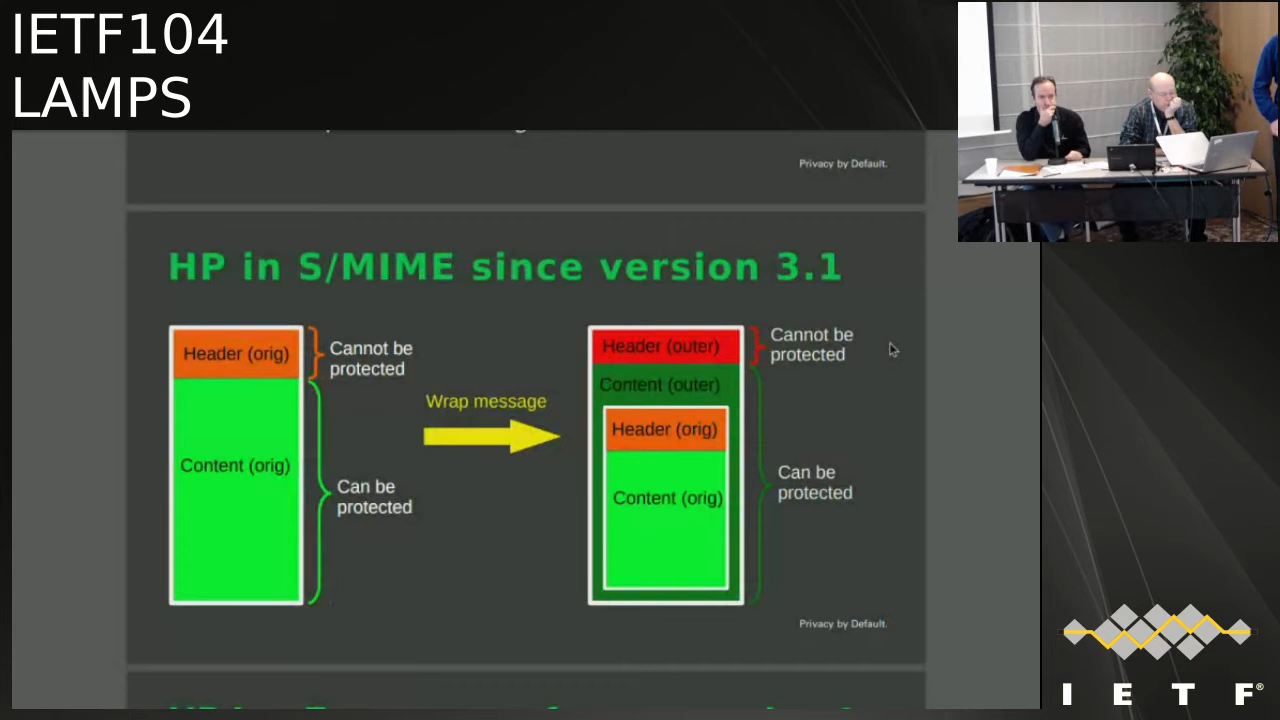 IETF104
LAMPS
Privacy by Default.
HP in S/MIME since version 3.1
Header (orig)
Cannot be
protected
Content (orig)
Can be
protected
Wrap message
Header (outer)
Cannot be
protected
Content (outer)
Header (orig)
Content (orig)
Can be
protected
Privacy by Default.
I E T F®